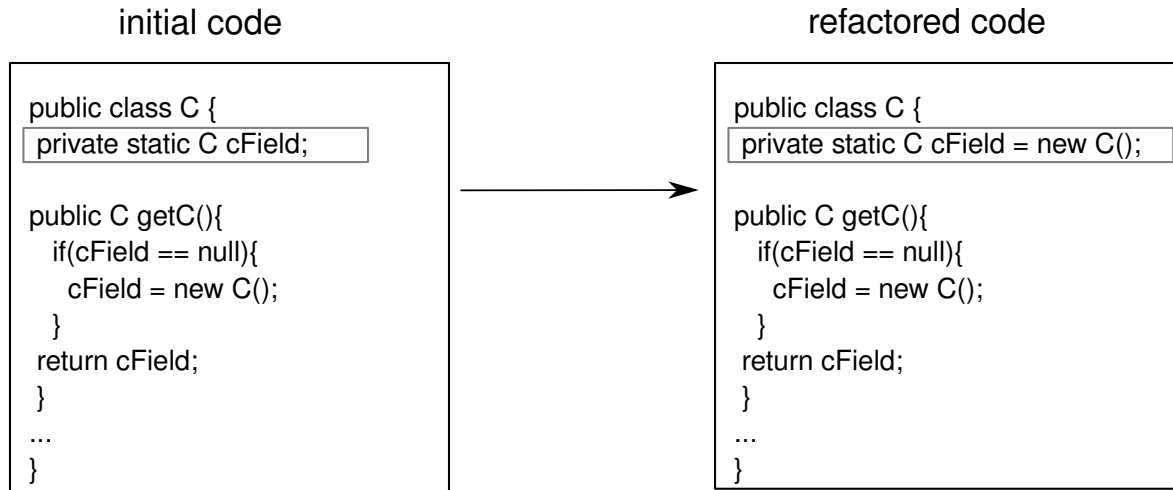 initial code
public class C {
private static C cField;
public C getC(){
if(cField == null){
cField = new C();
}
return cField;
}
...
}
refactored code
public class C {
private static C cField = new C();
public C getC(){
if(cField == null){
cField = new C();
}
return cField;
}
...
}